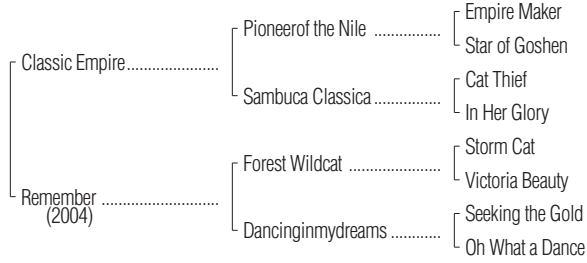 Empire Maker
Pioneerof the Nile ................
Star of Goshen
Classic Empire......................
Cat Thief
Sambuca Classica................
In Her Glory
Storm Cat
Forest Wildcat ......................
Victoria Beauty
Remember ............................
(2004)
Seeking the Gold
Dancinginmydreams ............
Oh What a Dance